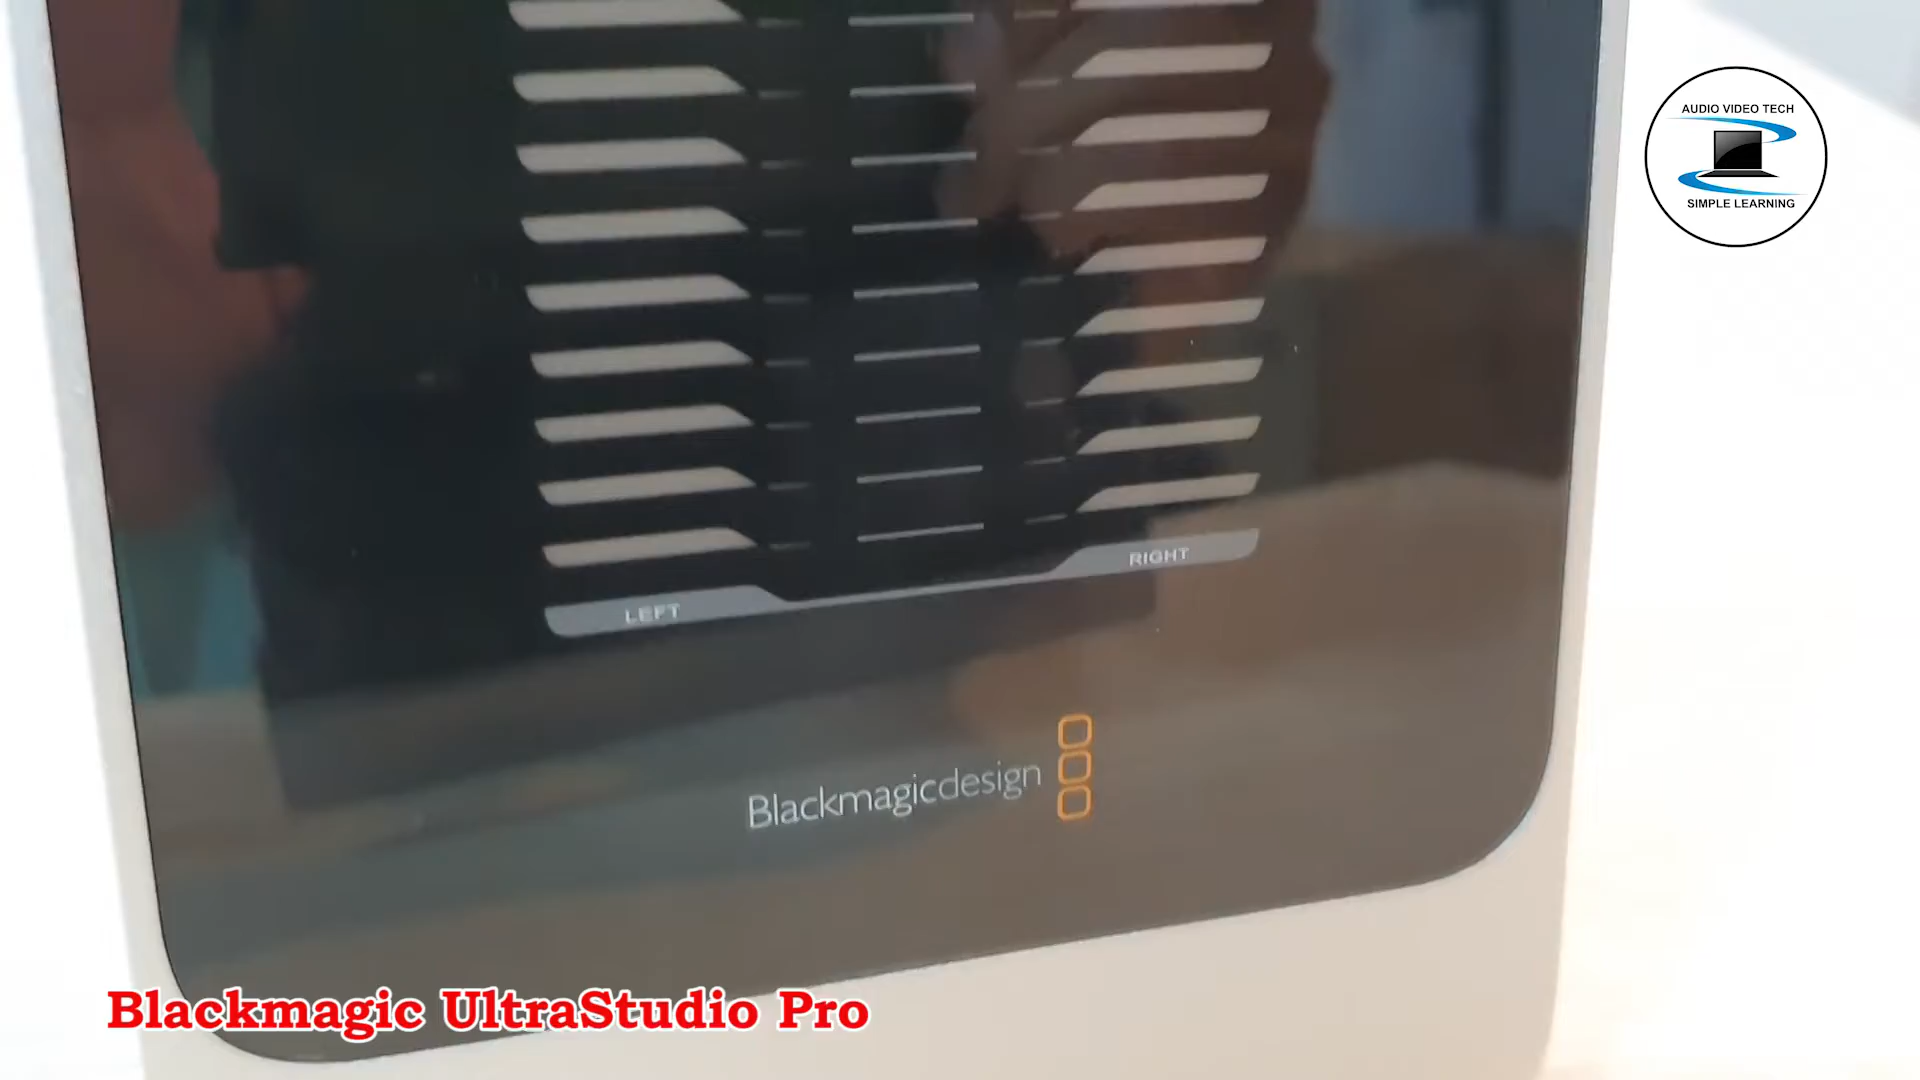 AUDIO VIDEO TECH
SIMPLE LEARNING
RIGHT
LEFT
Blackmagicdesign
Blackmagic UltraStudio Pro